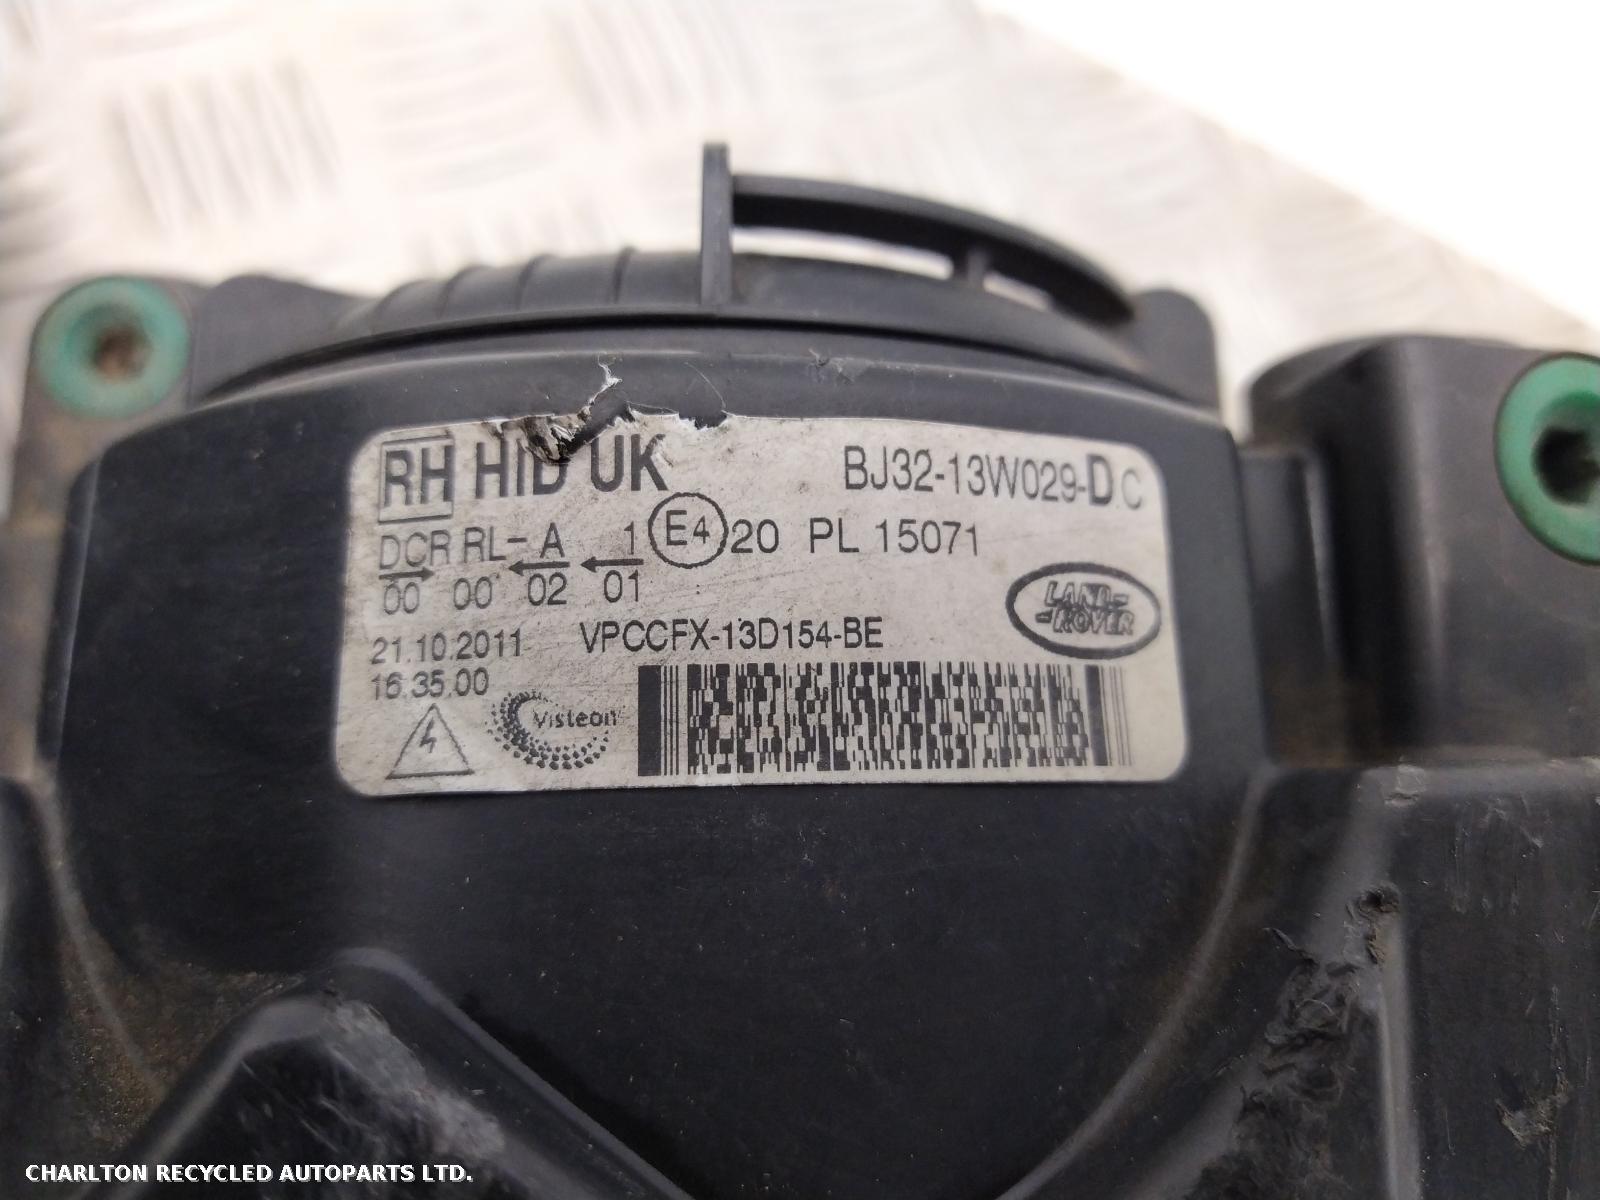 RH HID UK BJ32-13W029-D C
DCR RL- A 1 E4 20 PL 15071
00 00 02 01
LAND-
-ROVER
21.10.2011 VPCCFX-13D154-BE
16.35.00
Visteon
CHARLTON RECYCLED AUTOPARTS LTD.